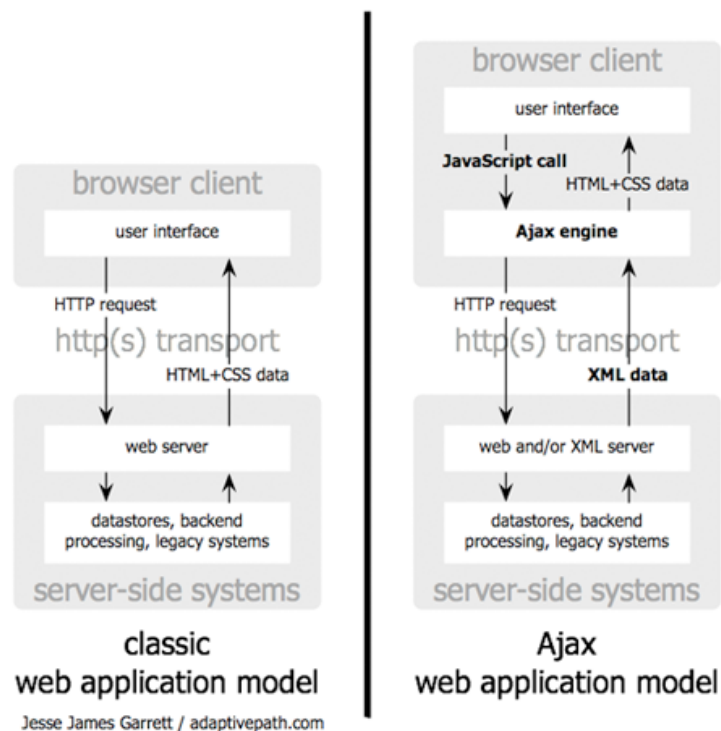 browser client
user interface
HTTP request
http(s) transport
HTML+CSS data
web server
datastores, backend
processing, legacy systems
server-side systems
classic
web application model
Jesse James Garrett / adaptivepath.com
browser client
user interface
JavaScript call
HTML+CSS data
Ajax engine
HTTP request
http(s) transport
XML data
web and/or XML server
datastores, backend
processing, legacy systems
server-side systems
Ajax
web application model